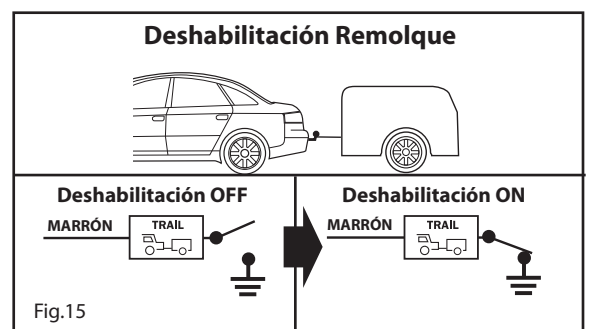 Deshabilitación Remolque
Deshabilitación OFF
MARRÓN
TRAIL
Deshabilitación ON
MARRÓN
TRAIL
Fig.15